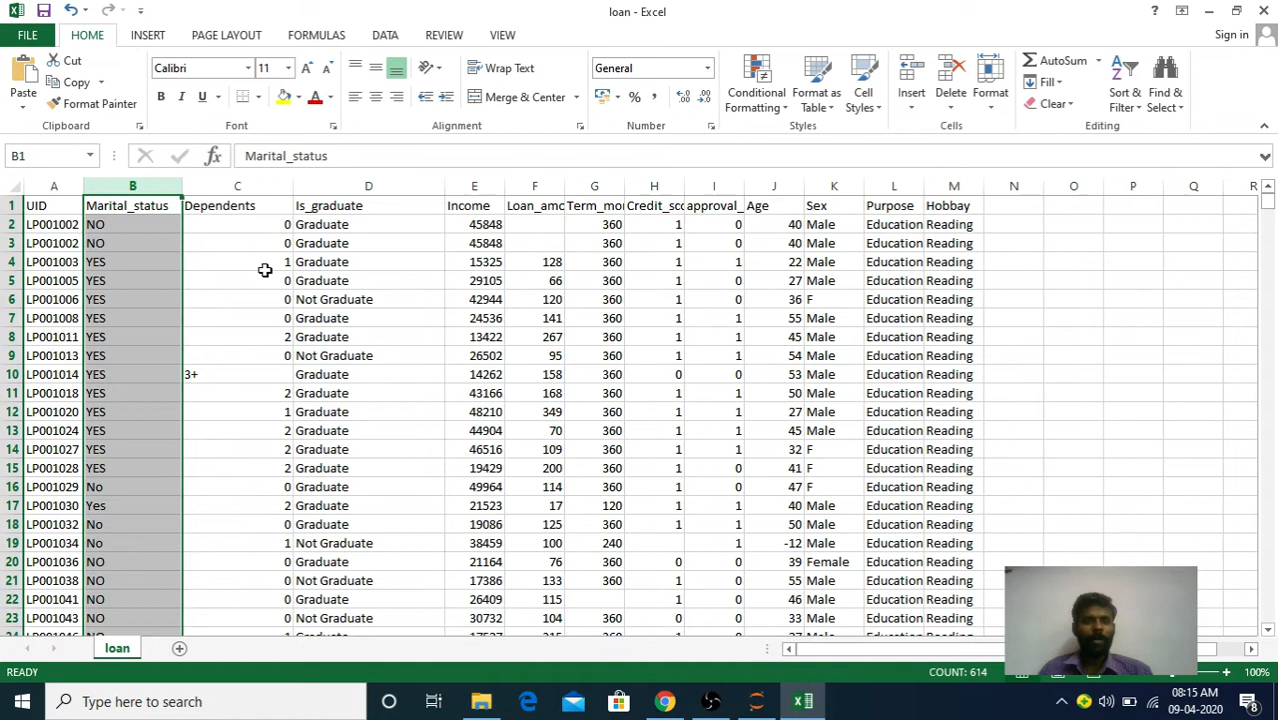 loan - Excel
Sign in
FILE HOME INSERT PAGE LAYOUT FORMULAS DATA REVIEW VIEW
Paste Cut Copy Format Painter
Calibri 11
B I U
Wrap Text
Merge & Center
General
Conditional Formatting Format as Table Cell Styles
Insert Delete Format
AutoSum Fill Clear
Sort & Filter Find & Select
Clipboard Font Alignment Number Styles Cells Editing
B1 fx Marital_status
A B C D E F G H I J K L M N O P Q R
1 UID Marital_status Dependents Is_graduate Income Loan_amo Term_mo Credit_sco approval_ Age Sex Purpose Hobbay
2 LP001002 NO 0 Graduate 45848 360 1 0 40 Male Education Reading
3 LP001002 NO 0 Graduate 45848 360 1 0 40 Male Education Reading
4 LP001003 YES 1 Graduate 15325 128 360 1 1 22 Male Education Reading
5 LP001005 YES 0 Graduate 29105 66 360 1 0 27 Male Education Reading
6 LP001006 YES 0 Not Graduate 42944 120 360 1 0 36 F Education Reading
7 LP001008 YES 0 Graduate 24536 141 360 1 1 55 Male Education Reading
8 LP001011 YES 2 Graduate 13422 267 360 1 1 45 Male Education Reading
9 LP001013 YES 0 Not Graduate 26502 95 360 1 1 54 Male Education Reading
10 LP001014 YES 3+ Graduate 14262 158 360 0 0 53 Male Education Reading
11 LP001018 YES 2 Graduate 43166 168 360 1 1 50 Male Education Reading
12 LP001020 YES 1 Graduate 48210 349 360 1 1 27 Male Education Reading
13 LP001024 YES 2 Graduate 44904 70 360 1 1 45 Male Education Reading
14 LP001027 YES 2 Graduate 46516 109 360 1 1 32 F Education Reading
15 LP001028 YES 2 Graduate 19429 200 360 1 0 41 F Education Reading
16 LP001029 No 0 Graduate 49964 114 360 1 0 47 F Education Reading
17 LP001030 Yes 2 Graduate 21523 17 120 1 1 40 Male Education Reading
18 LP001032 No 0 Graduate 19086 125 360 1 1 50 Male Education Reading
19 LP001034 No 1 Not Graduate 38459 100 240 1 -12 Male Education Reading
20 LP001036 NO 0 Graduate 21164 76 360 0 0 39 Female Education Reading
21 LP001038 NO 0 Not Graduate 17386 133 360 1 0 55 Male Education Reading
22 LP001041 NO 0 Graduate 26409 115 1 0 46 Male Education Reading
23 LP001043 NO 0 Not Graduate 30732 104 360 0 0 33 Male Education Reading
loan
READY COUNT: 614 100%
Type here to search
08:15 AM
09-04-2020
8